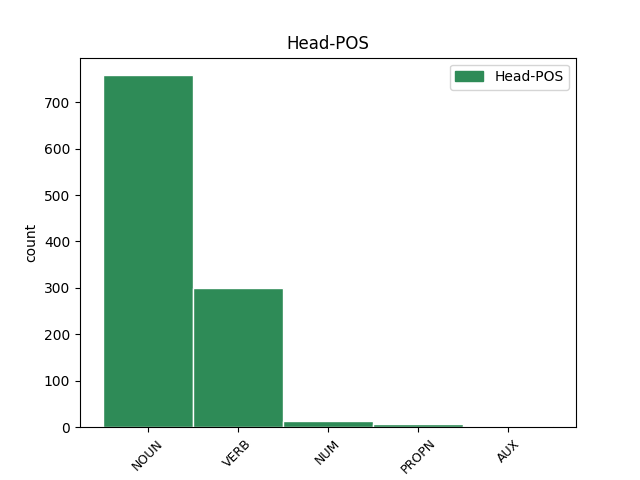 Head-POS
Head-POS
700
600
500
400
300
200
100
0
count
NOUN
VERB
NUM
PROPN
AUX